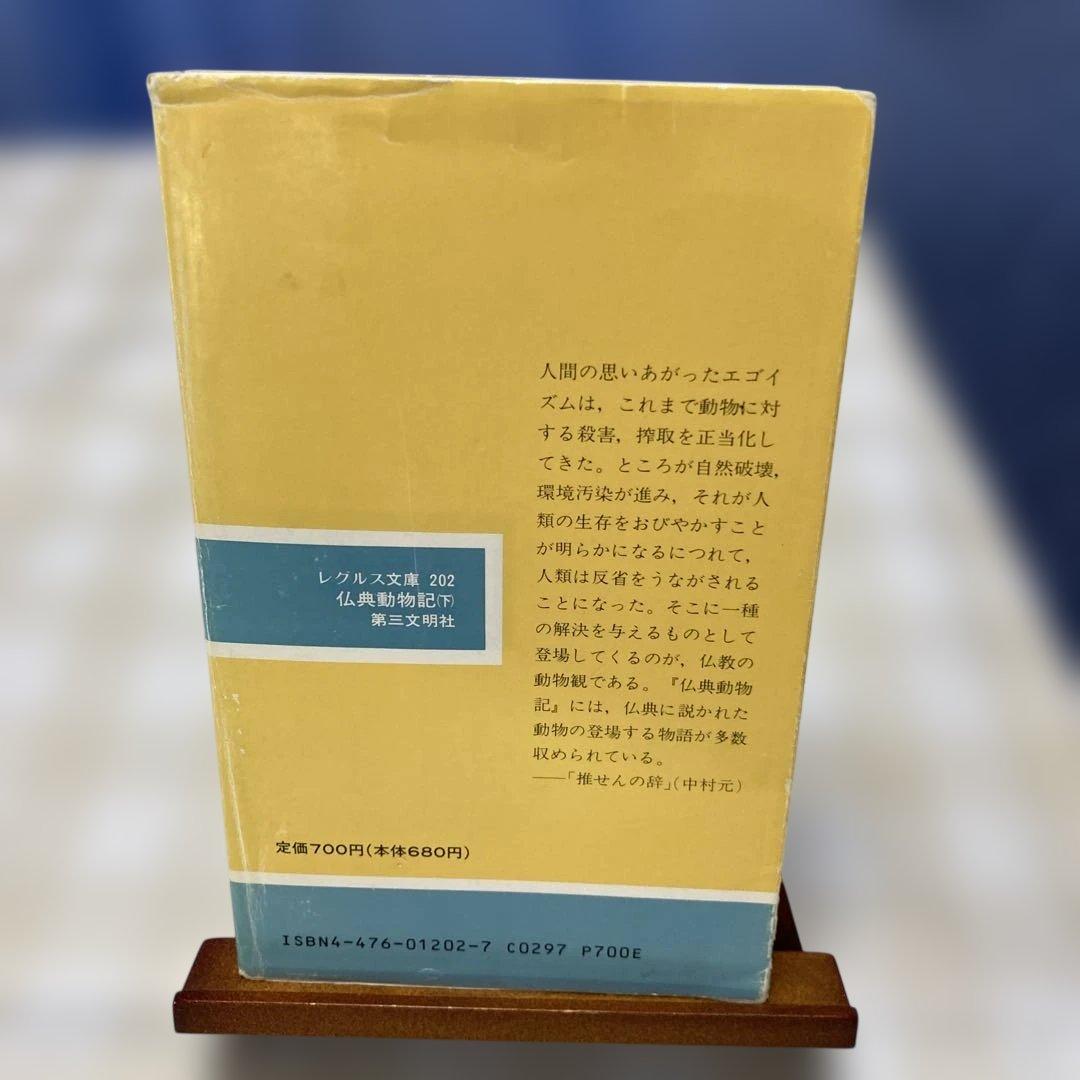 人間の思いあがったエゴイ
ズムは，これまで動物に対
する殺害，搾取を正当化し
てきた。ところが自然破壊，
環境汚染が進み，それが人
類の生存をおびやかすこと
が明らかになるにつれて，
人類は反省をうながされる
ことになった。そこに一種
の解決を与えるものとして
登場してくるのが，仏教の
動物観である。『仏典動物
記』には，仏典に説かれた
動物の登場する物語が多数
収められている。
──「推せんの辞」（中村元）
レグルス文庫 202
仏典動物記(下)
第三文明社
定価700円(本体680円)
ISBN4-476-01202-7 C0297 P700E